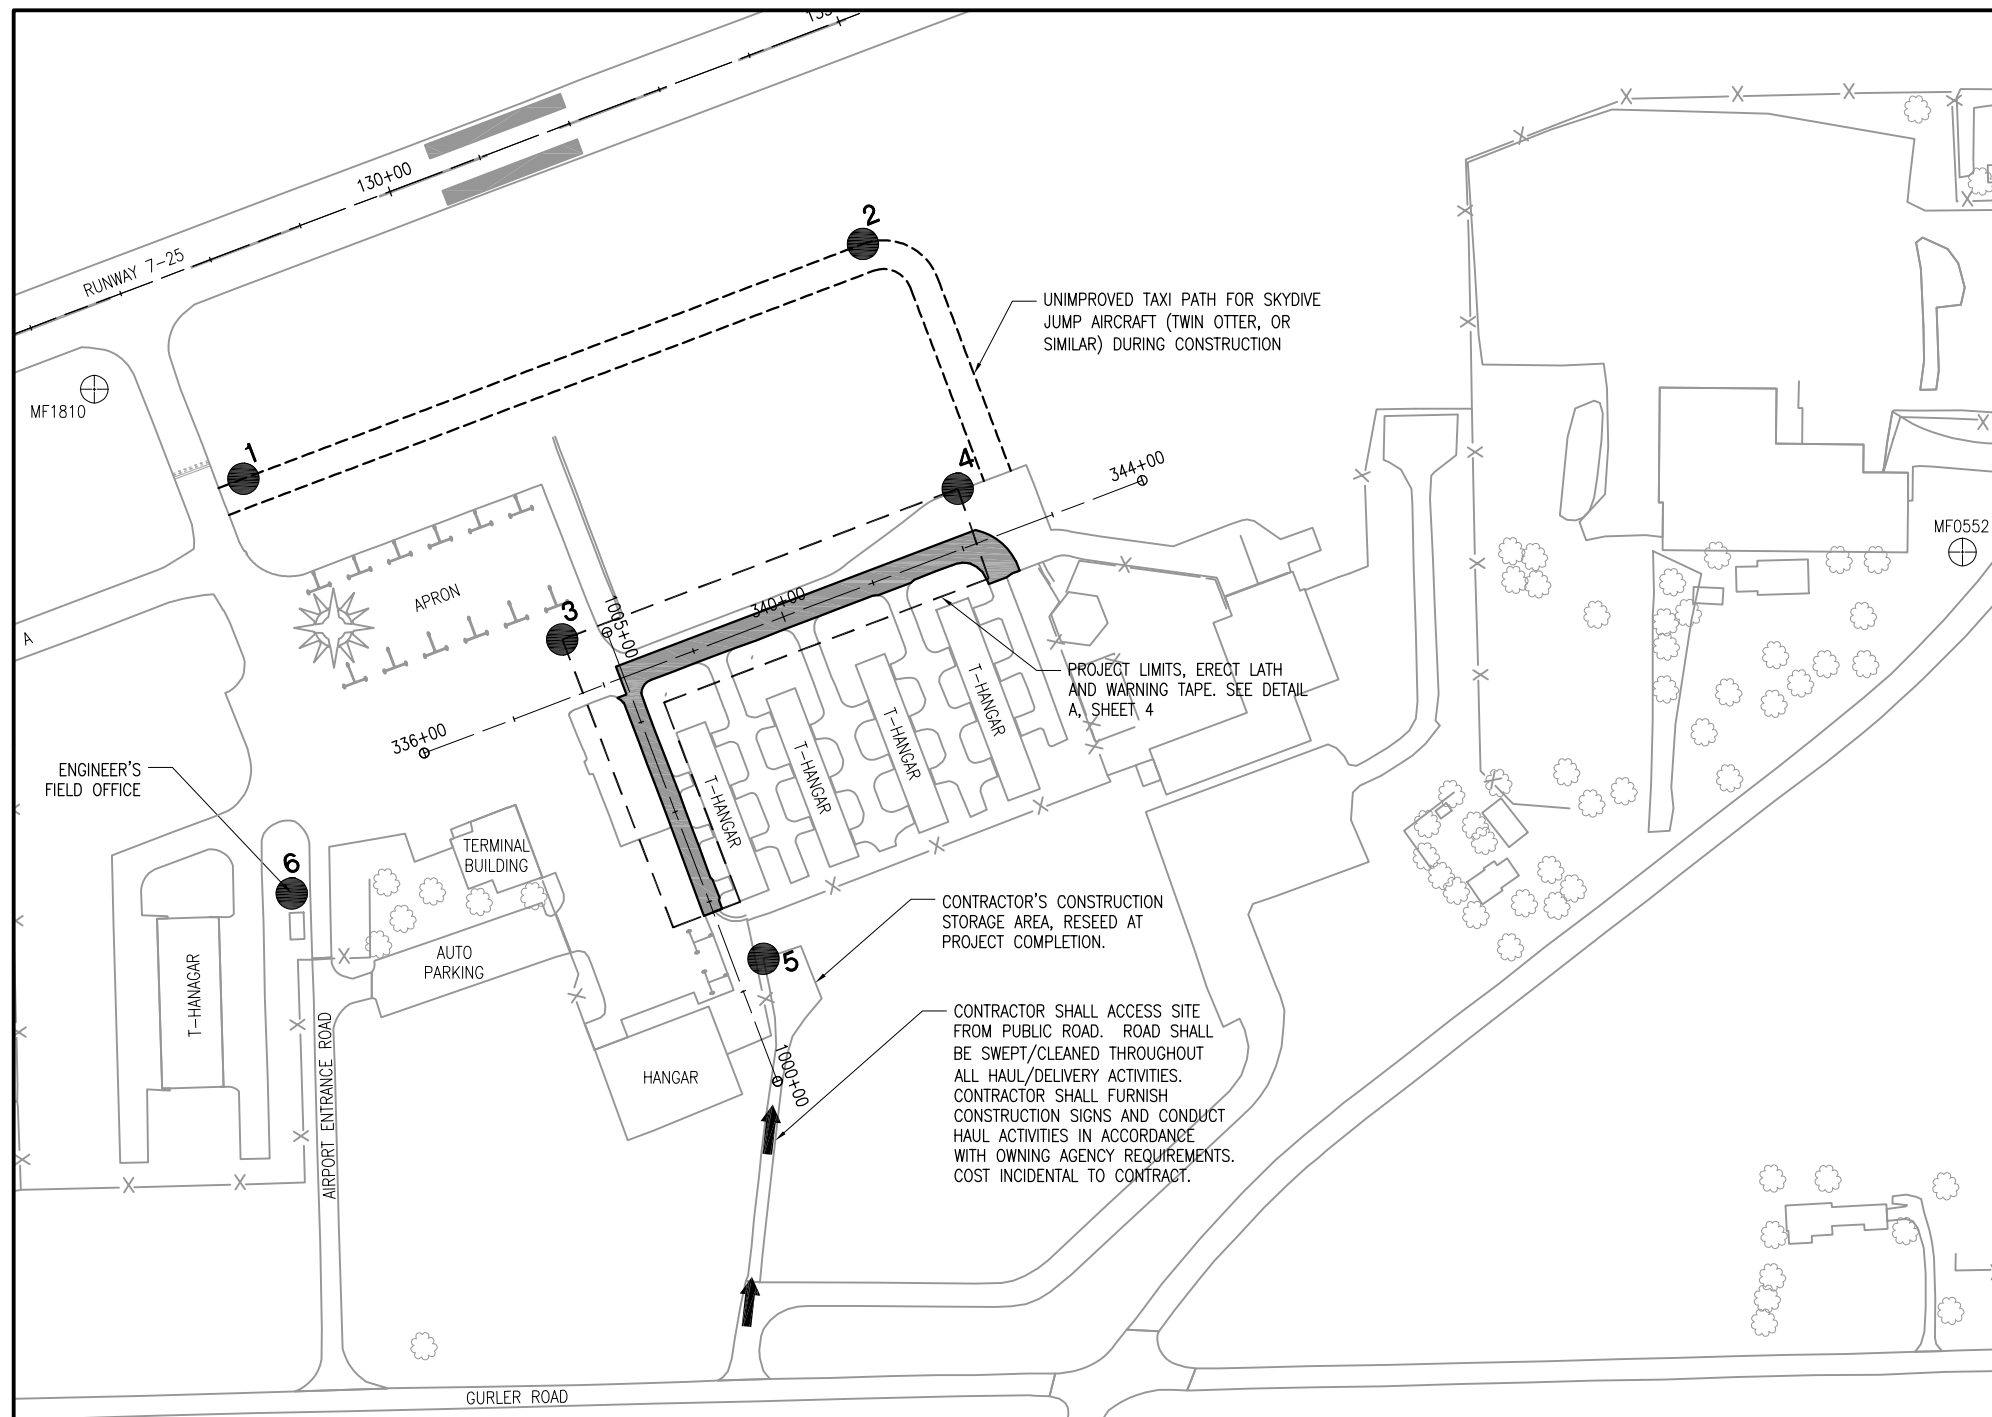 130+00
RUNWAY 7-25
2
UNIMPROVED TAXI PATH FOR SKYDIVE
JUMP AIRCRAFT (TWIN OTTER, OR
SIMILAR) DURING CONSTRUCTION
MF1810
1
4
344+00
MF0552
APRON
3
1005+00
340+00
A
PROJECT LIMITS, ERECT LATH
AND WARNING TAPE. SEE DETAIL
A, SHEET 4
T-HANGAR
T-HANGAR
T-HANGAR
T-HANGAR
336+00
ENGINEER'S
FIELD OFFICE
TERMINAL
BUILDING
6
CONTRACTOR'S CONSTRUCTION
STORAGE AREA, RESEED AT
PROJECT COMPLETION.
AUTO
PARKING
5
T-HANAGAR
AIRPORT ENTRANCE ROAD
CONTRACTOR SHALL ACCESS SITE
FROM PUBLIC ROAD. ROAD SHALL
BE SWEPT/CLEANED THROUGHOUT
ALL HAUL/DELIVERY ACTIVITIES.
CONTRACTOR SHALL FURNISH
CONSTRUCTION SIGNS AND CONDUCT
HAUL ACTIVITIES IN ACCORDANCE
WITH OWNING AGENCY REQUIREMENTS.
COST INCIDENTAL TO CONTRACT.
HANGAR
1000+00
GURLER ROAD